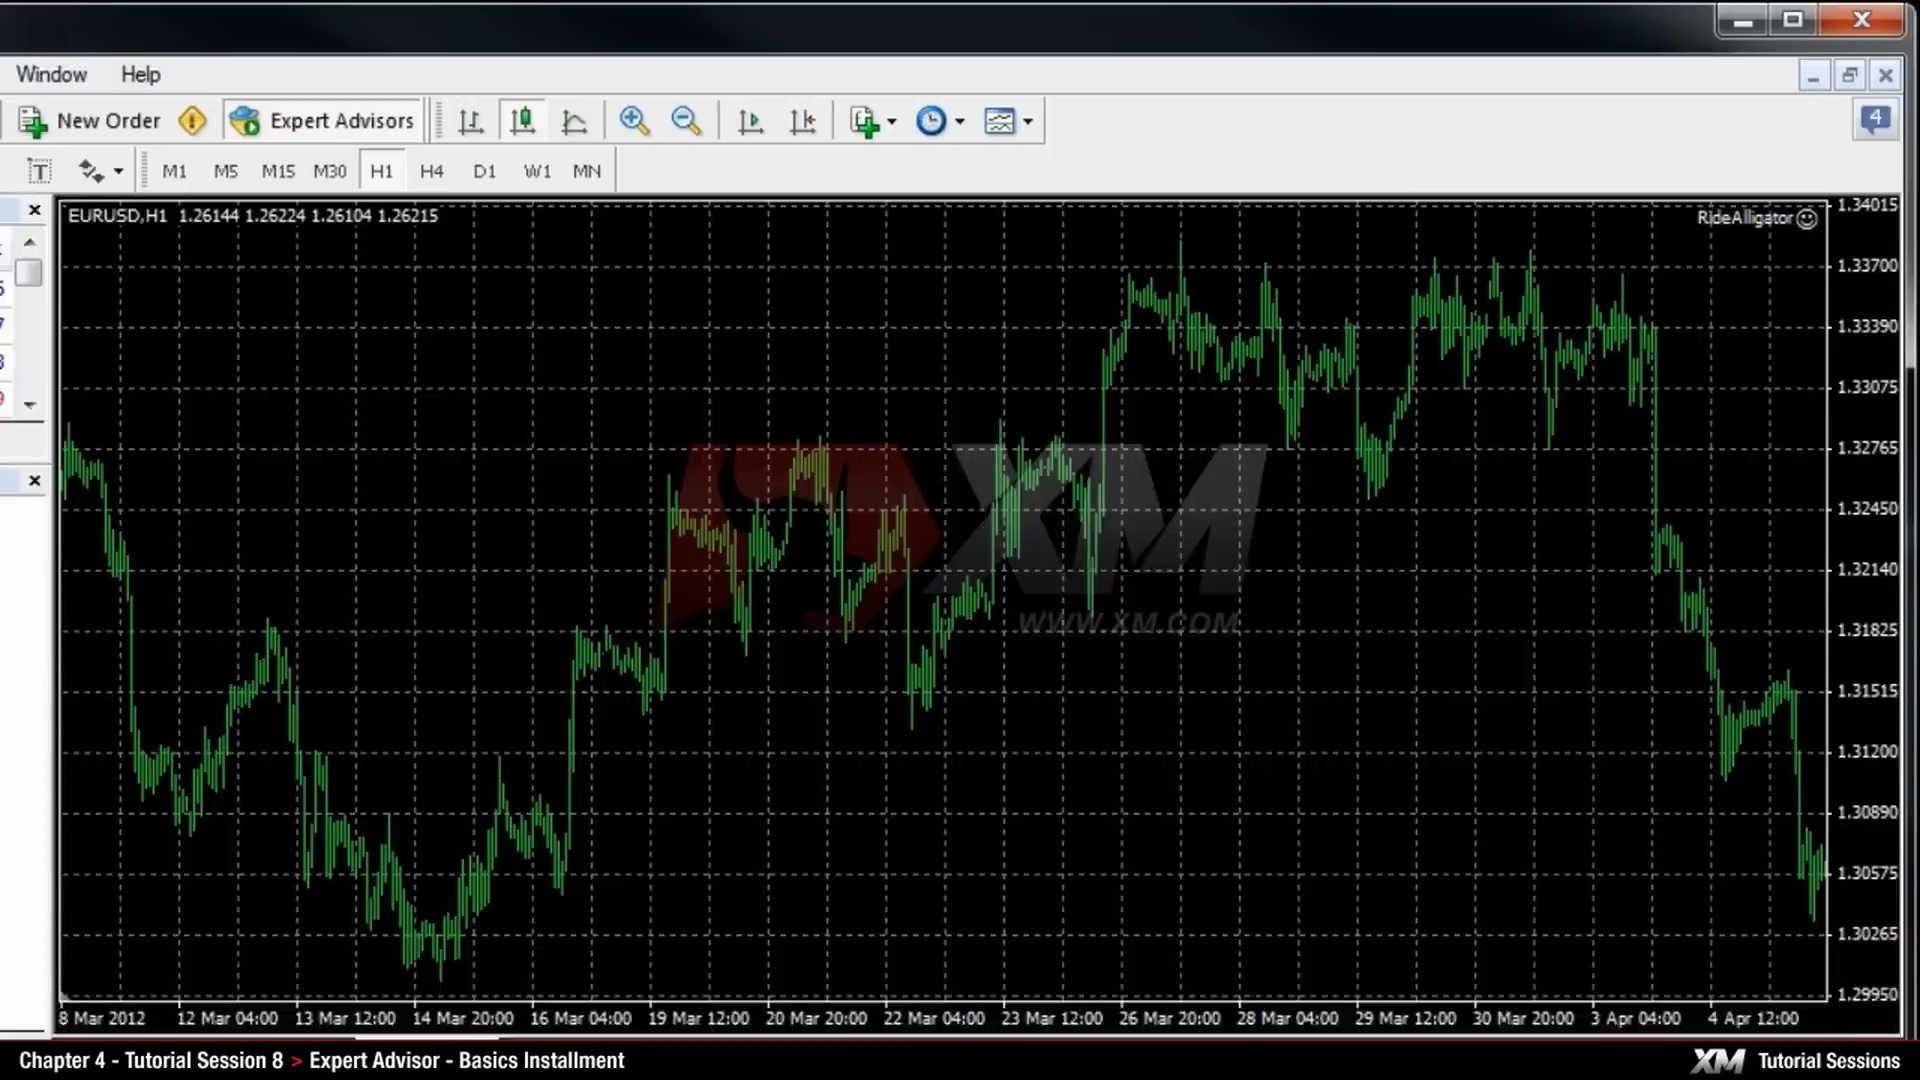 Window Help
New Order Expert Advisors
4
T M1 M5 M15 M30 H1 H4 D1 W1 MN
EURUSD,H1 1.26144 1.26224 1.26104 1.26215
RideAlligator
1.34015
1.33700
1.33390
1.33075
1.32765
1.32450
1.32140
1.31825
1.31515
1.31200
1.30890
1.30575
1.30265
1.29950
XM
WWW.XM.COM
8 Mar 2012 12 Mar 04:00 13 Mar 12:00 14 Mar 20:00 16 Mar 04:00 19 Mar 12:00 20 Mar 20:00 22 Mar 04:00 23 Mar 12:00 26 Mar 20:00 28 Mar 04:00 29 Mar 12:00 30 Mar 20:00 3 Apr 04:00 4 Apr 12:00
Chapter 4 - Tutorial Session 8 > Expert Advisor - Basics Installment
XM Tutorial Sessions